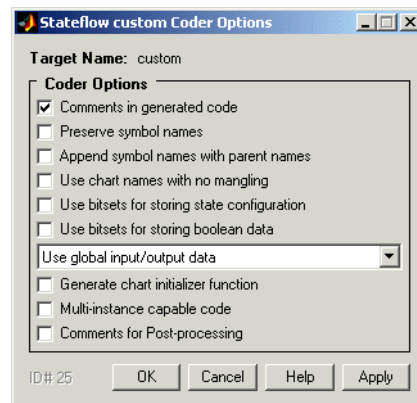 Stateflow custom Coder Options
Target Name: custom
Coder Options
Comments in generated code
Preserve symbol names
Append symbol names with parent names
Use chart names with no mangling
Use bitsets for storing state configuration
Use bitsets for storing boolean data
Use global input/output data
Generate chart initializer function
Multi-instance capable code
Comments for Post-processing
ID# 25 OK Cancel Help Apply